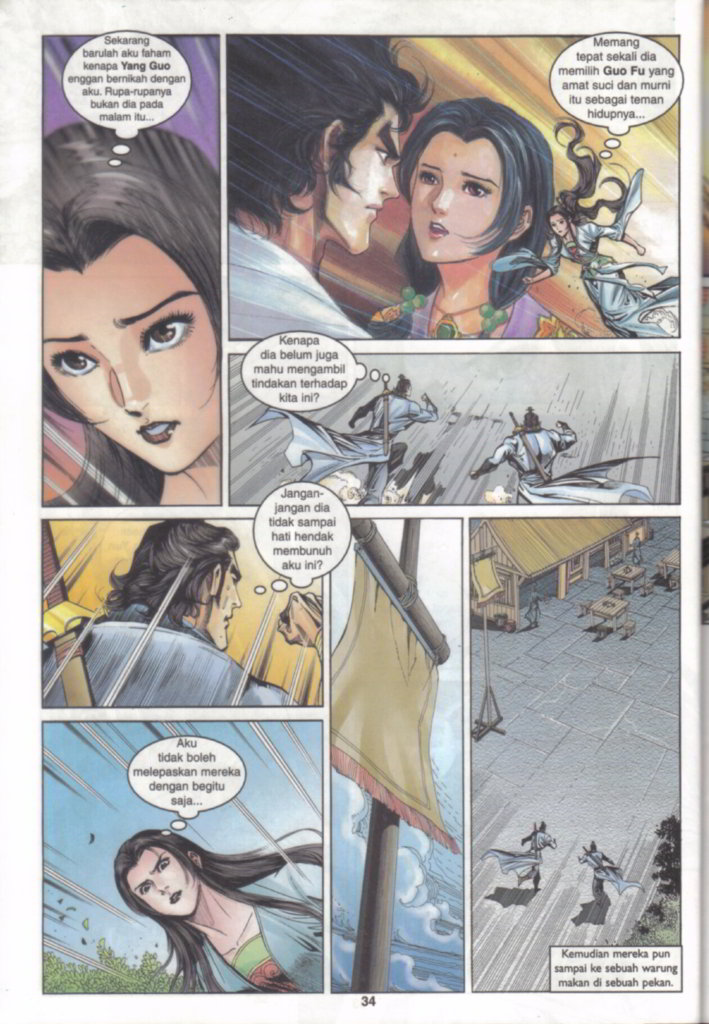 Sekarang
barulah aku faham
kenapa Yang Guo
enggan bernikah dengan
aku. Rupa-rupanya
bukan dia pada
malam itu...
Memang
tepat sekali dia
memilih Guo Fu yang
amat suci dan murni
itu sebagai teman
hidupnya...
Kenapa
dia belum juga
mahu mengambil
tindakan terhadap
kita ini?
Jangan-
jangan dia
tidak sampai
hati hendak
membunuh
aku ini?
Aku
tidak boleh
melepaskan mereka
dengan begitu
saja...
Kemudian mereka pun
sampai ke sebuah warung
makan di sebuah pekan.
34